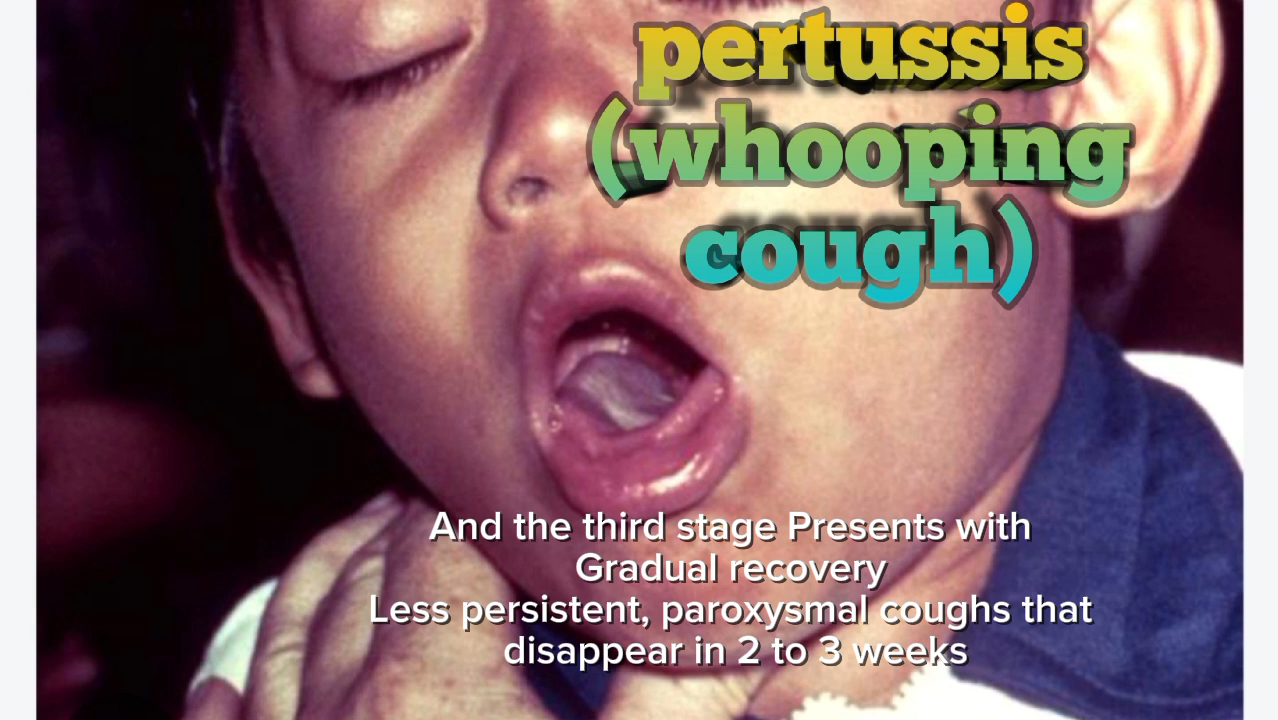 pertussis
(whooping
cough)
And the third stage Presents with
Gradual recovery
Less persistent, paroxysmal coughs that
disappear in 2 to 3 weeks